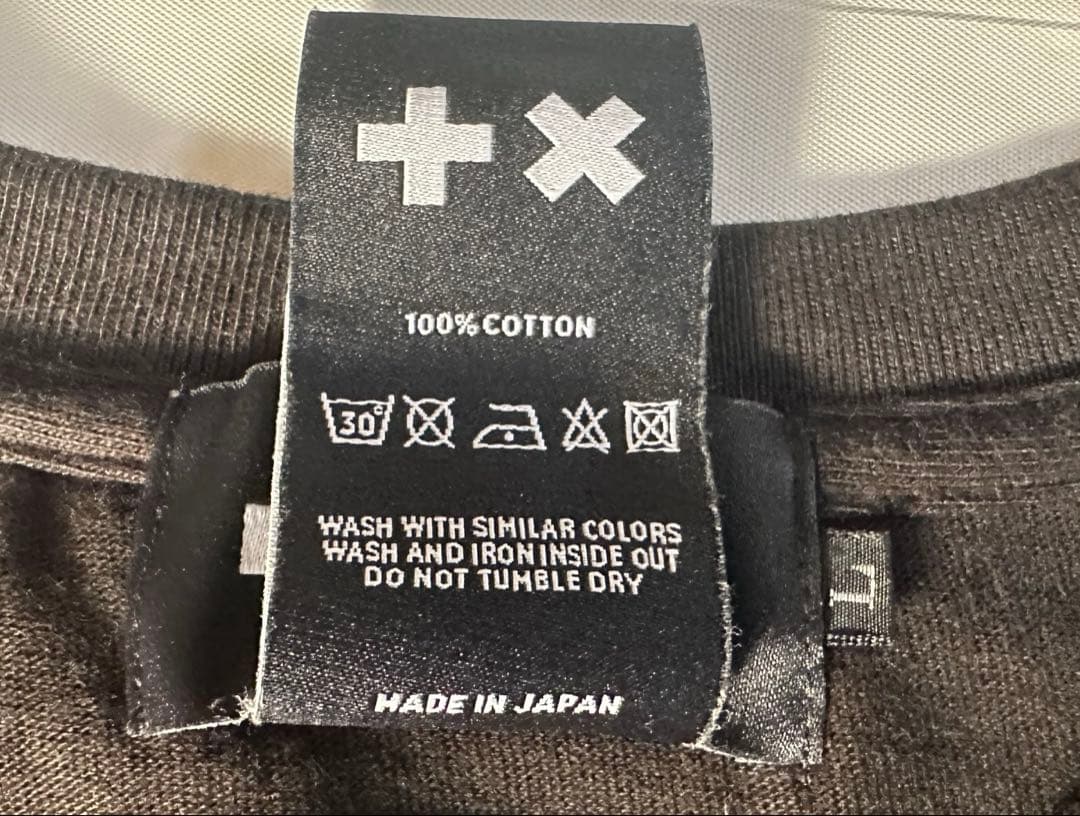 100% COTTON
30°
WASH WITH SIMILAR COLORS
WASH AND IRON INSIDE OUT
DO NOT TUMBLE DRY
L
MADE IN JAPAN